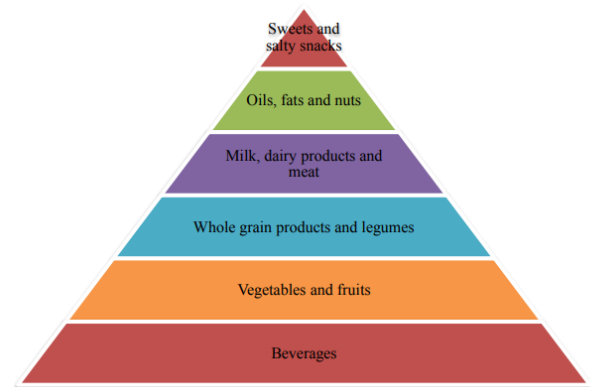 Sweets and
salty snacks
Oils, fats and nuts
Milk, dairy products and
meat
Whole grain products and legumes
Vegetables and fruits
Beverages